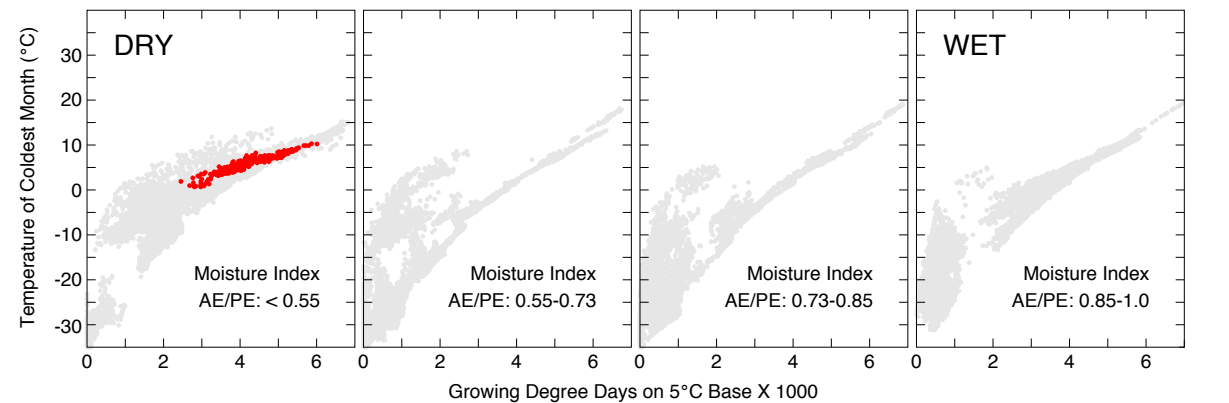 Temperature of Coldest Month (°C)
30
20
10
0
-10
-20
-30
DRY
WET
Moisture Index
AE/PE: < 0.55
Moisture Index
AE/PE: 0.55-0.73
Moisture Index
AE/PE: 0.73-0.85
Moisture Index
AE/PE: 0.85-1.0
0 2 4 6
0 2 4 6
0 2 4 6
0 2 4 6
Growing Degree Days on 5°C Base X 1000